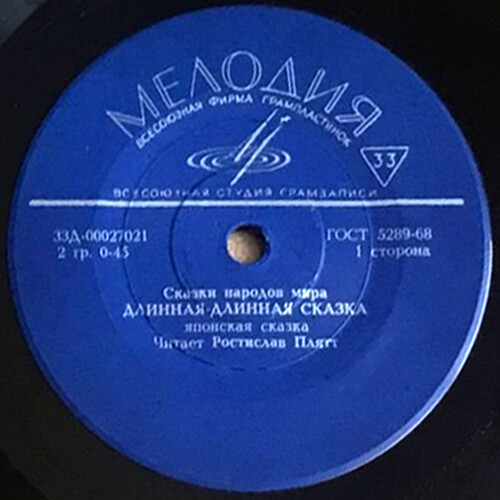 МЕЛОДИЯ
ВСЕСОЮЗНАЯ ФИРМА ГРАМПЛАСТИНОК
33
ВСЕСОЮЗНАЯ СТУДИЯ ГРАМЗАПИСИ
33Д-00027021
ГОСТ 5289-68
2 гр. 0-45
1 сторона
Сказки народов мира
ДЛИННАЯ-ДЛИННАЯ СКАЗКА
японская сказка
Читает Ростислав Плятт